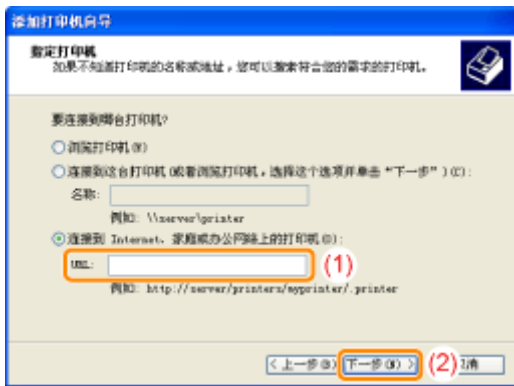 添加打印机向导
指定打印机
如果不知道打印机的名称或地址，您可以搜索符合您的需求的打印机。
要连接到哪台打印机?
浏览打印机(W)
连接到这台打印机(或者浏览打印机，选择这个选项并单击“下一步”)(C):
名称:
例如: \\server\printer
连接到 Internet、家庭或办公网络上的打印机(O):
URL:
(1)
例如: http://server/printers/myprinter/.printer
<上一步(B) 下一步(N) > (2) 消